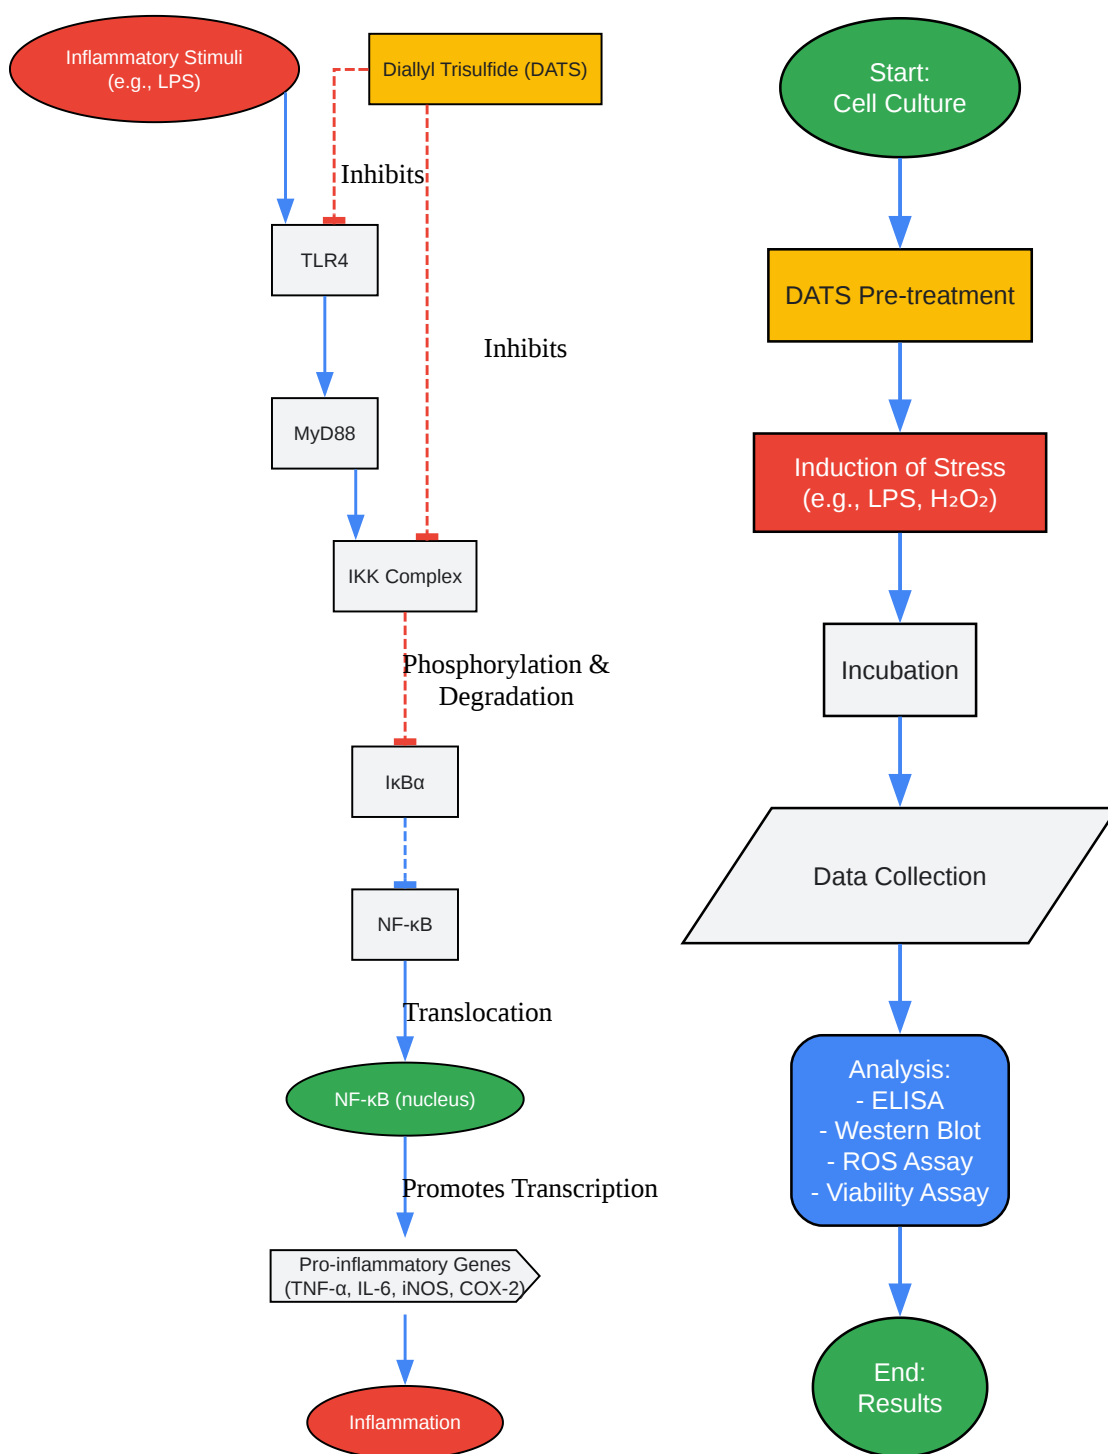 Inflammatory Stimuli
(e.g., LPS)
Diallyl Trisulfide (DATS)
Inhibits
TLR4
Inhibits
MyD88
IKK Complex
Phosphorylation &
Degradation
IκBα
NF-κB
Translocation
NF-κB (nucleus)
Promotes Transcription
Pro-inflammatory Genes
(TNF-α, IL-6, iNOS, COX-2)
Inflammation
Start:
Cell Culture
DATS Pre-treatment
Induction of Stress
(e.g., LPS, H₂O₂)
Incubation
Data Collection
Analysis:
- ELISA
- Western Blot
- ROS Assay
- Viability Assay
End:
Results